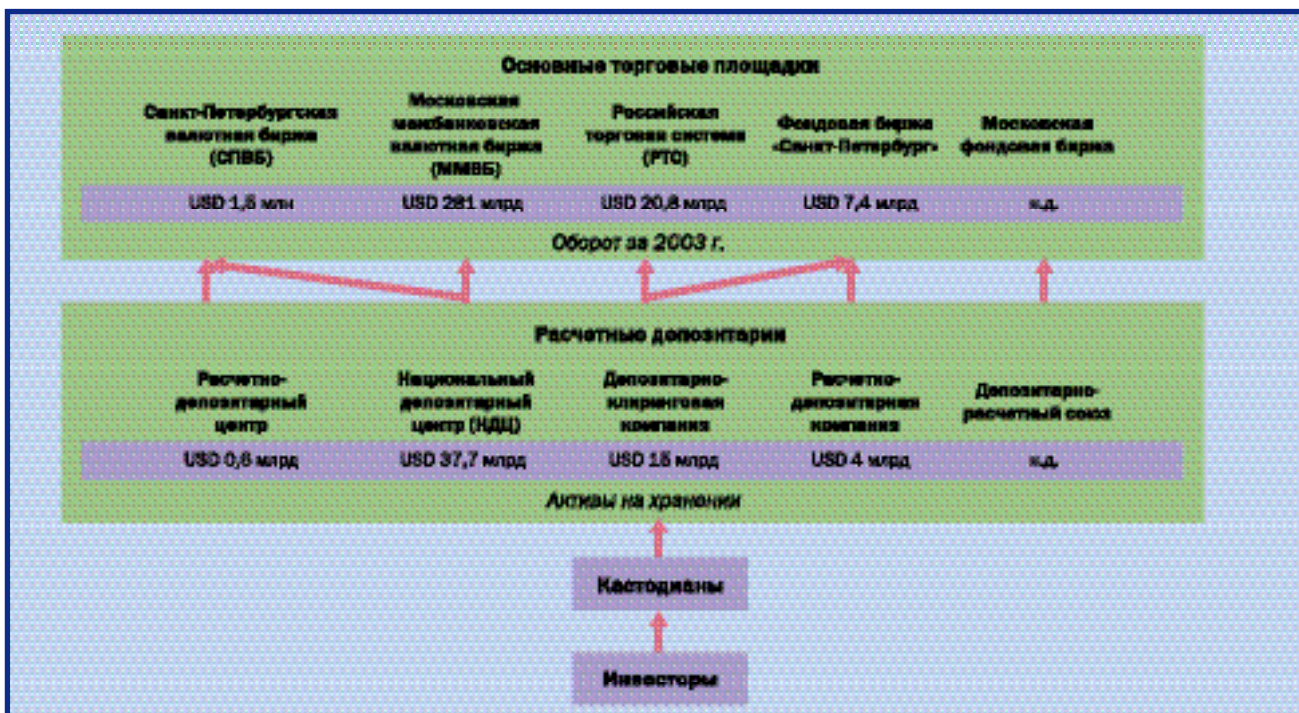 Основные торговые площадки
Санкт-Петербургская
валютная биржа
(СПВБ)
Московская
межбанковская
валютная биржа
(ММВБ)
Российская
торговая система
(РТС)
Фондовая биржа
«Санкт-Петербург»
Московская
фондовая биржа
USD 1,5 млн
USD 281 млрд
USD 20,8 млрд
USD 7,4 млрд
н.д.
Оборот за 2003 г.
Расчетные депозитарии
Расчетно-
депозитарный
центр
Национальный
депозитарный
центр (НДЦ)
Депозитарно-
клиринговая
компания
Расчетно-
депозитарная
компания
Депозитарно-
расчетный союз
USD 0,6 млрд
USD 37,7 млрд
USD 15 млрд
USD 4 млрд
н.д.
Активы на хранении
Кастодианы
Инвесторы